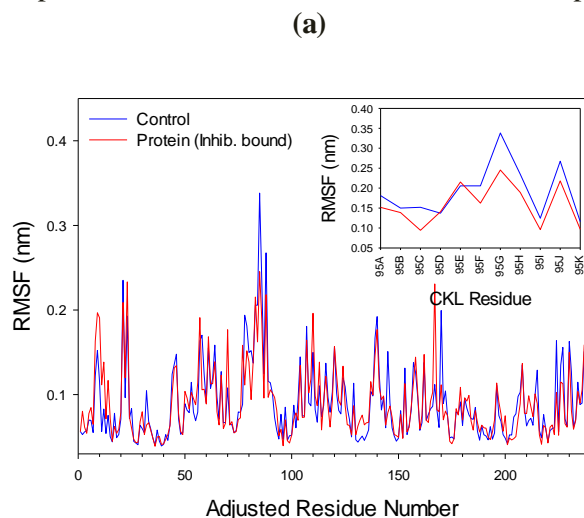 (a)
Control
Protein (Inhib. bound)
RMSF (nm)
0.4
0.3
0.2
0.1
0
50
100
150
200
Adjusted Residue Number
RMSF (nm)
0.40
0.35
0.30
0.25
0.20
0.15
0.10
0.05
95A
95B
95C
95D
95E
95F
95G
95H
95I
95J
95K
CKL Residue